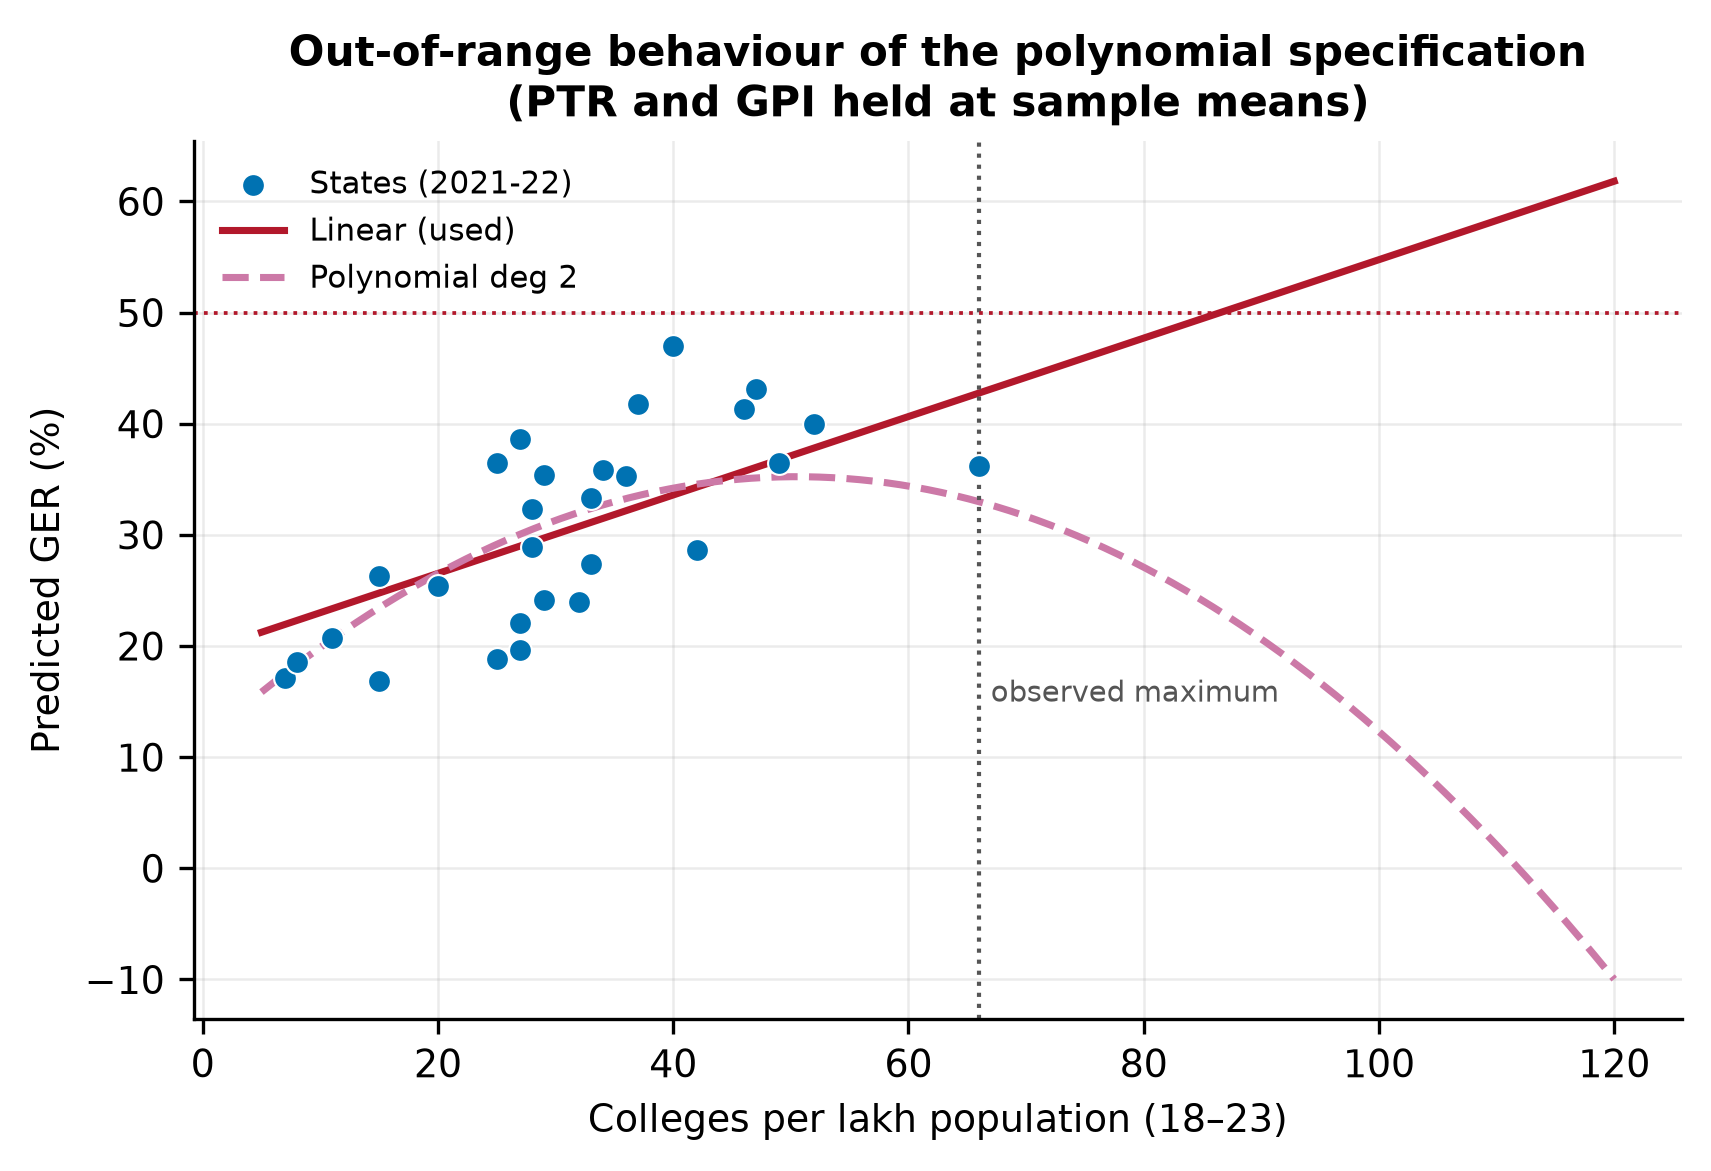 Out-of-range behaviour of the polynomial specification
(PTR and GPI held at sample means)
States (2021-22)
Linear (used)
Polynomial deg 2
60
50
40
30
20
10
0
−10
Predicted GER (%)
observed maximum
0 20 40 60 80 100 120
Colleges per lakh population (18–23)